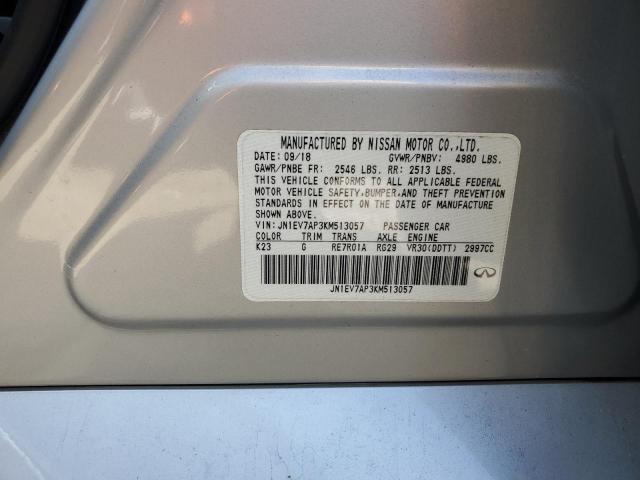 MANUFACTURED BY NISSAN MOTOR CO.,LTD.
DATE: 09/18 GVWR/PNBV: 4980 LBS.
GAWR/PNBE FR: 2546 LBS. RR: 2513 LBS.
THIS VEHICLE CONFORMS TO ALL APPLICABLE FEDERAL
MOTOR VEHICLE SAFETY,BUMPER,AND THEFT PREVENTION
STANDARDS IN EFFECT ON THE DATE OF MANUFACTURE
SHOWN ABOVE.
VIN: JN1EV7AP3KM513057 PASSENGER CAR
COLOR TRIM TRANS AXLE ENGINE
K23 G RE7R01A RG29 VR30(DDTT) 2997CC
JN1EV7AP3KM513057